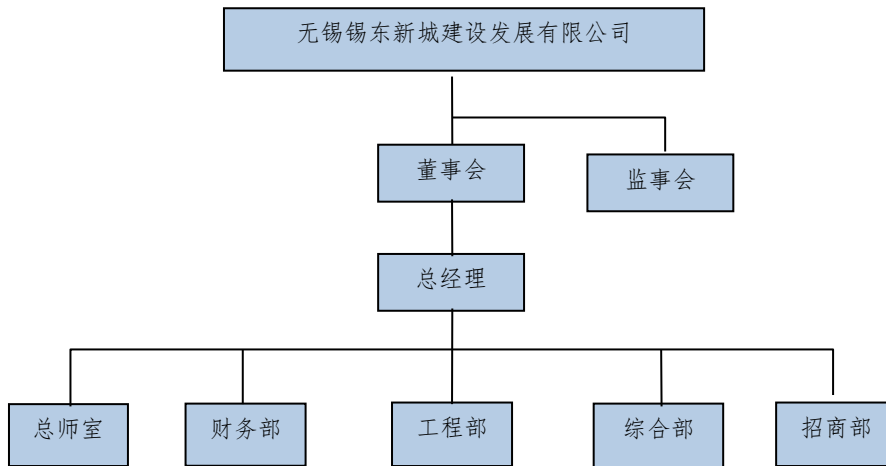 无锡锡东新城建设发展有限公司
董事会
监事会
总经理
总师室
财务部
工程部
综合部
招商部